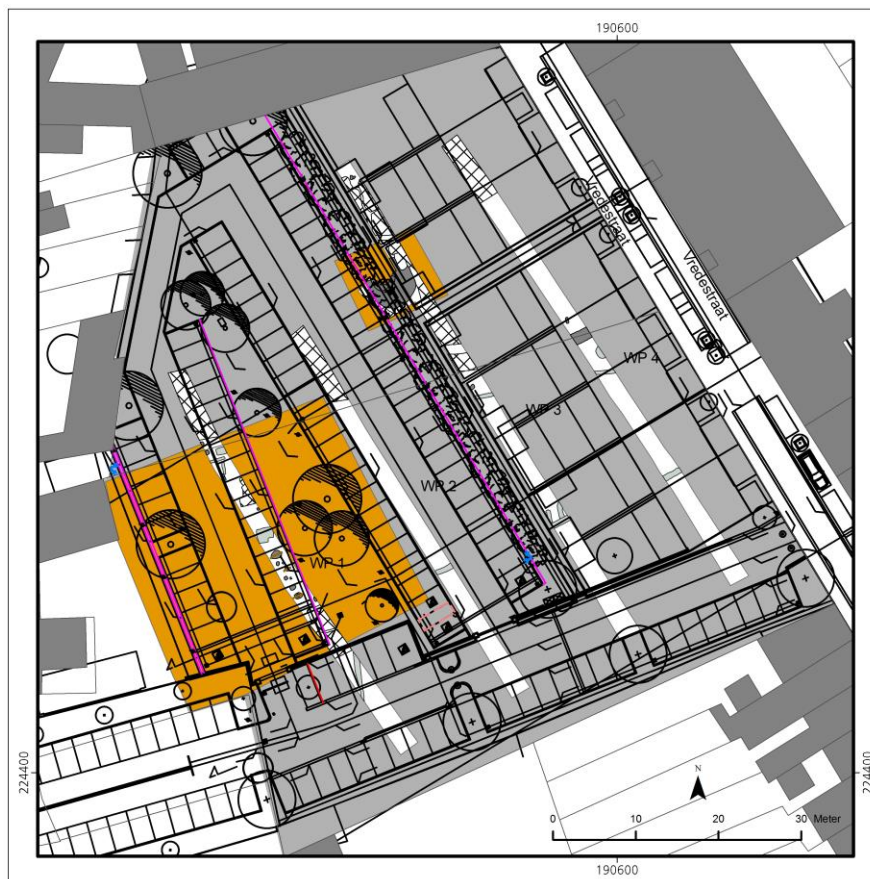 190600
Vredestraat
Vredestraat
WP 4
WP 3
WP 2
WP 1
224400
224400
N
0 10 20 30 Meter
190600